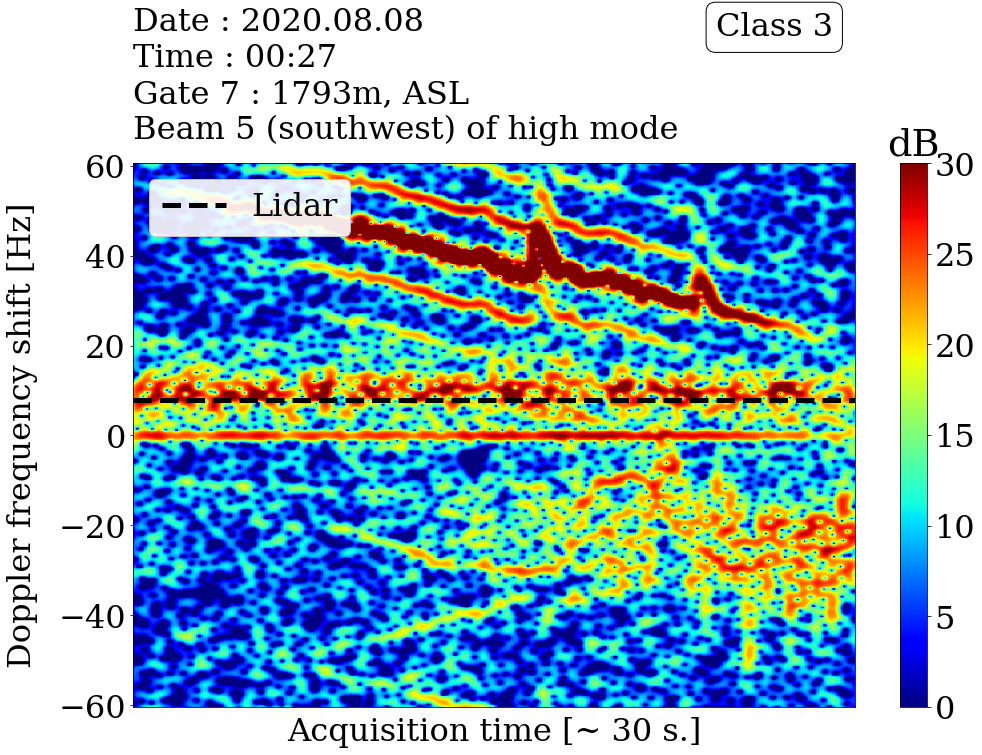 Date : 2020.08.08
Time : 00:27
Gate 7 : 1793m, ASL
Beam 5 (southwest) of high mode
Class 3
dB
Lidar
Doppler frequency shift [Hz]
60
40
20
0
−20
−40
−60
Acquisition time [~ 30 s.]
30
25
20
15
10
5
0